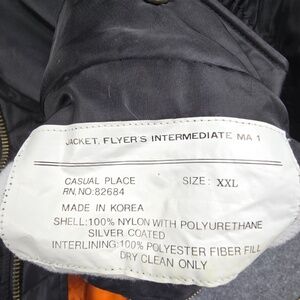 JACKET, FLYER'S INTERMEDIATE MA 1
CASUAL PLACE SIZE: XXL
RN, NO:82684
MADE IN KOREA
SHELL:100% NYLON WITH POLYURETHANE
SILVER COATED
INTERLINING:100% POLYESTER FIBER FILL
DRY CLEAN ONLY